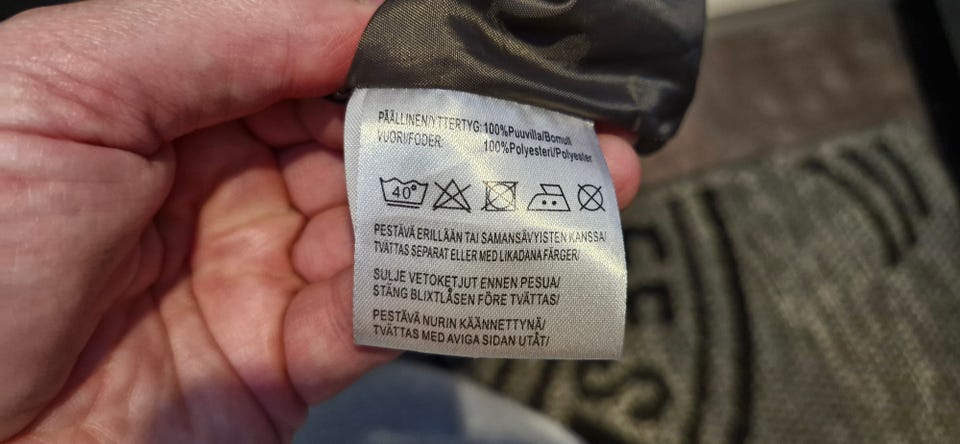 PÄÄLLINEN/YTTERTYG: 100%Puuvilla/Bomull
VUORI/FODER: 100%Polyesteri/Polyester
40°
PESTÄVÄ ERILLÄÄN TAI SAMANSÄVYISTEN KANSSA/
TVÄTTAS SEPARAT ELLER MED LIKADANA FÄRGER/
SULJE VETOKETJUT ENNEN PESUA/
STÄNG BLIXTLÅSEN FÖRE TVÄTTAS/
PESTÄVÄ NURIN KÄÄNNETTYNÄ/
TVÄTTAS MED AVIGA SIDAN UTÅT/